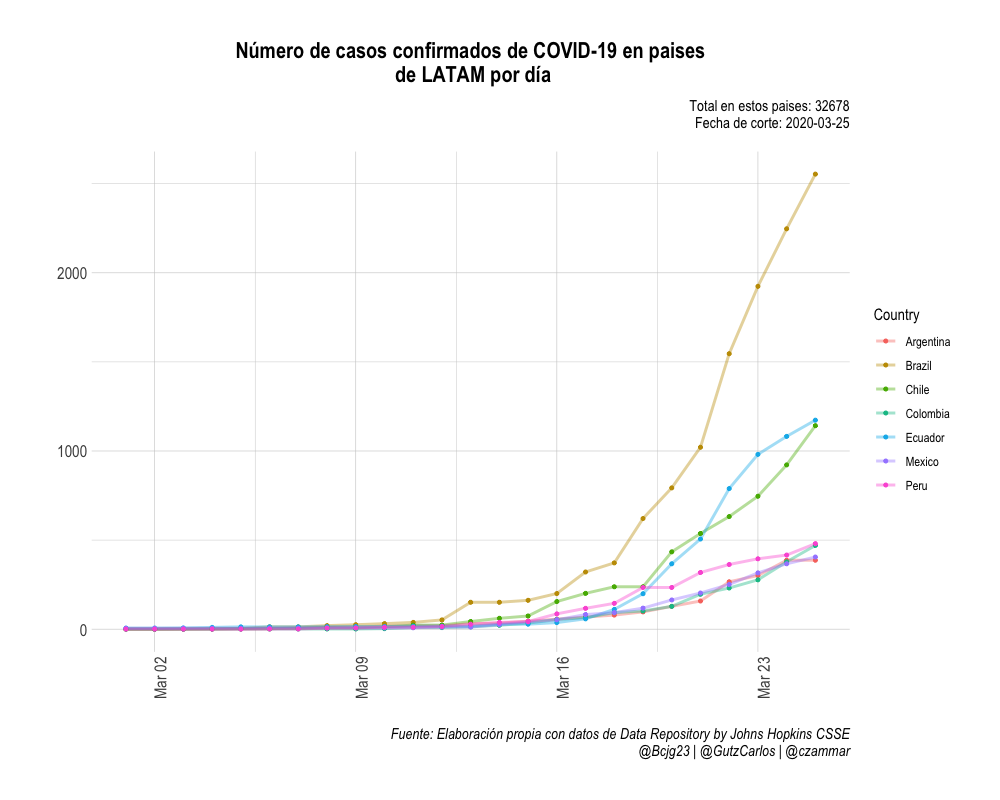 Número de casos confirmados de COVID-19 en paises
de LATAM por día
Total en estos paises: 32678
Fecha de corte: 2020-03-25
2000
1000
0
Mar 02
Mar 09
Mar 16
Mar 23
Country
Argentina
Brazil
Chile
Colombia
Ecuador
Mexico
Peru
Fuente: Elaboración propia con datos de Data Repository by Johns Hopkins CSSE
@Bcjg23 | @GutzCarlos | @czammar